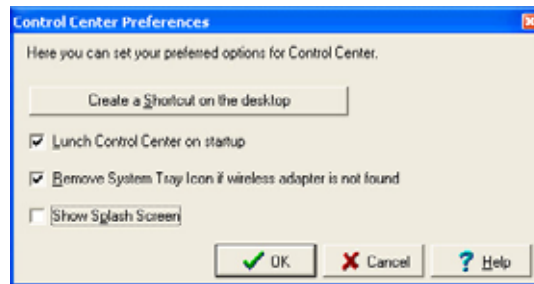 Control Center Preferences
Here you can set your preferred options for Control Center.
Create a Shortcut on the desktop
Lunch Control Center on startup
Remove System Tray Icon if wireless adapter is not found
Show Splash Screen
OK Cancel Help